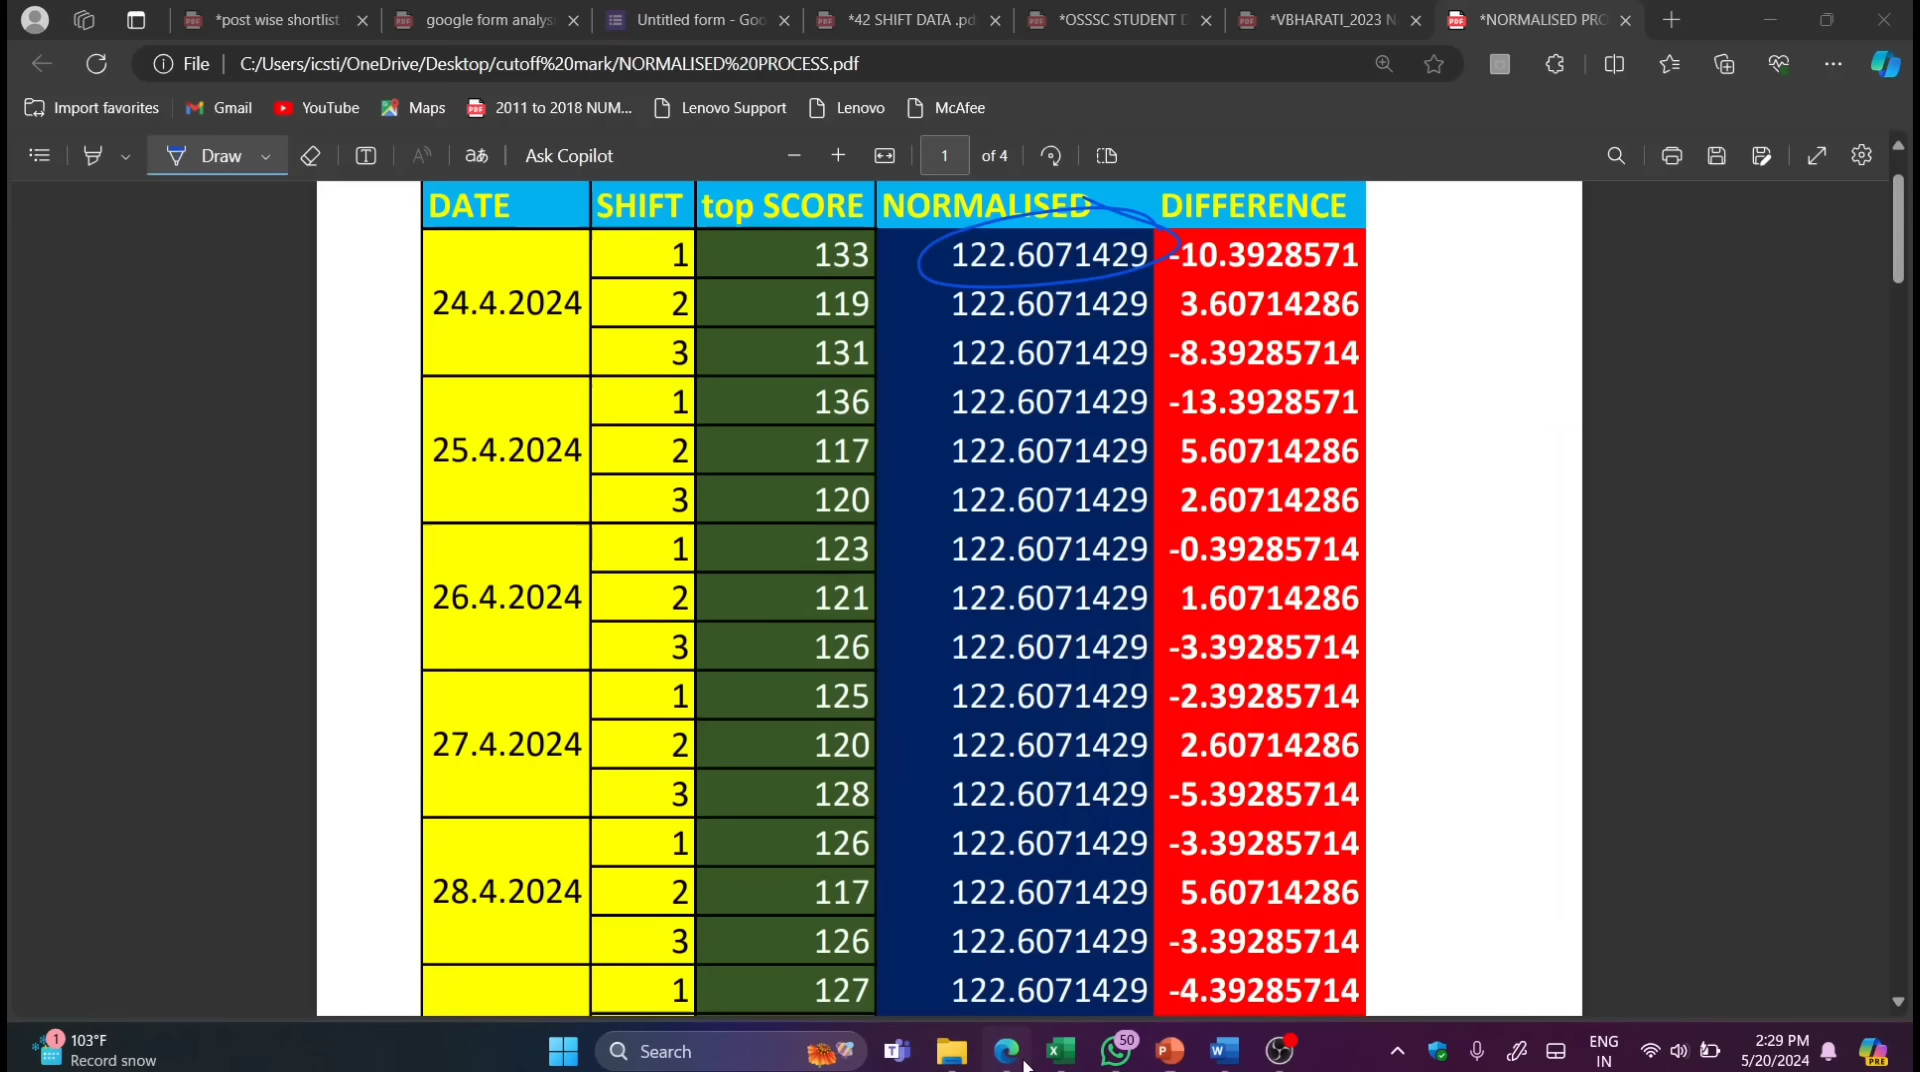 *post wise shortlist
google form analys
Untitled form - Goo
*42 SHIFT DATA .pd
*OSSSC STUDENT D
*VBHARATI_2023 N
*NORMALISED PRO
File C:/Users/icsti/OneDrive/Desktop/cutoff%20mark/NORMALISED%20PROCESS.pdf
Import favorites Gmail YouTube Maps 2011 to 2018 NUM... Lenovo Support Lenovo McAfee
Draw aあ Ask Copilot 1 of 4
DATE SHIFT top SCORE NORMALISED DIFFERENCE
24.4.2024
1 133 122.6071429 -10.3928571
2 119 122.6071429 3.60714286
3 131 122.6071429 -8.39285714
25.4.2024
1 136 122.6071429 -13.3928571
2 117 122.6071429 5.60714286
3 120 122.6071429 2.60714286
26.4.2024
1 123 122.6071429 -0.39285714
2 121 122.6071429 1.60714286
3 126 122.6071429 -3.39285714
27.4.2024
1 125 122.6071429 -2.39285714
2 120 122.6071429 2.60714286
3 128 122.6071429 -5.39285714
28.4.2024
1 126 122.6071429 -3.39285714
2 117 122.6071429 5.60714286
3 126 122.6071429 -3.39285714
1 127 122.6071429 -4.39285714
1 103°F
Record snow
Search
50
ENG
IN
2:29 PM
5/20/2024
PRE